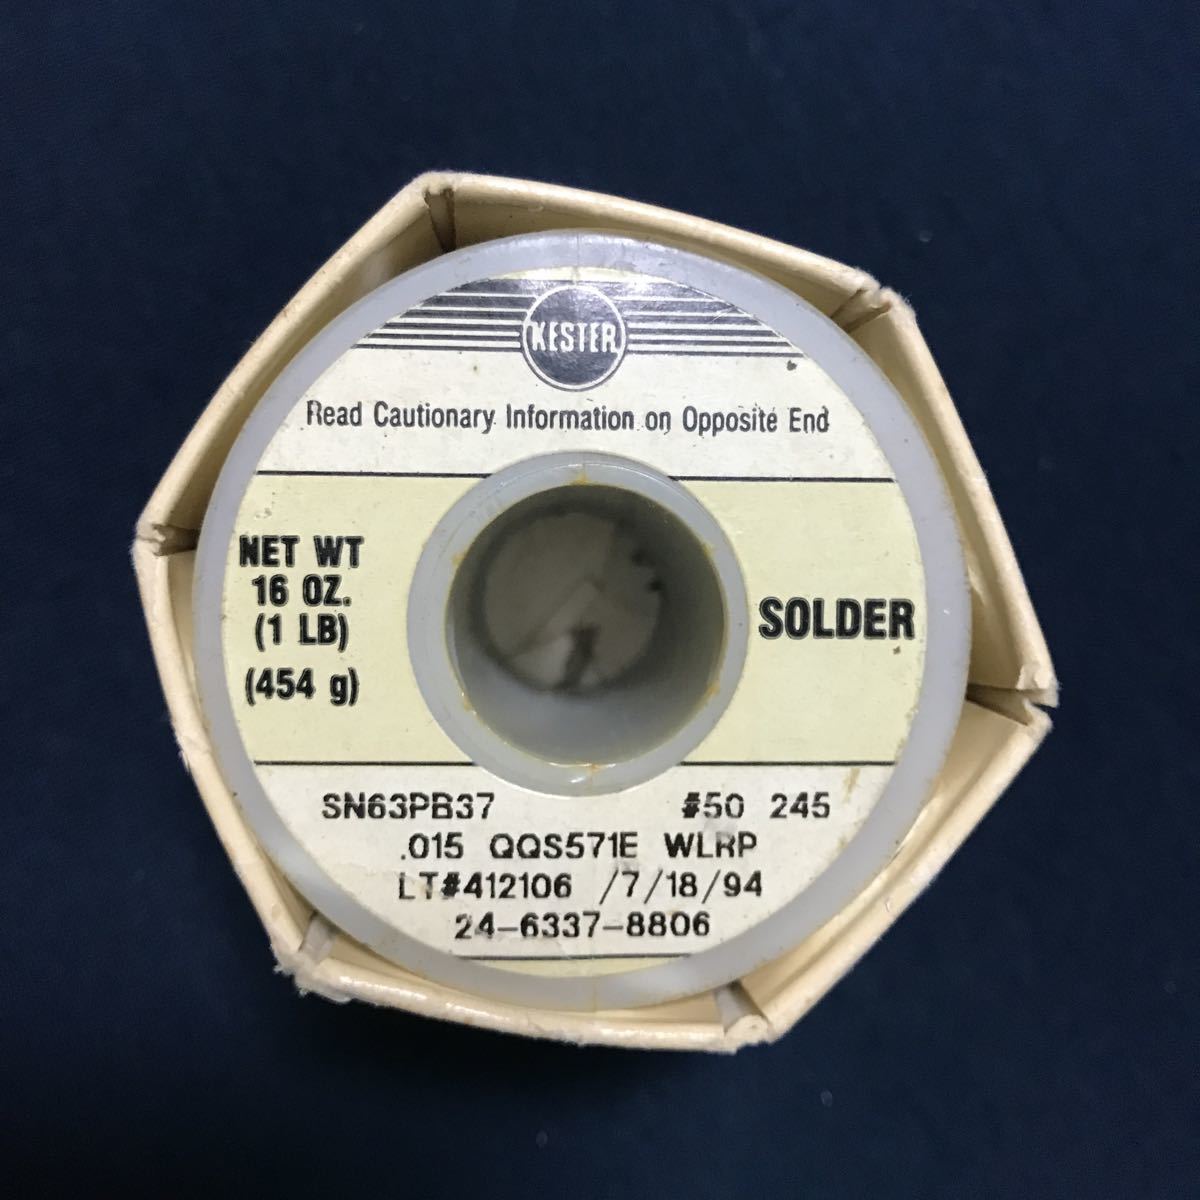 KESTER
Read Cautionary Information on Opposite End
NET WT
16 OZ.
(1 LB)
(454 g)
SOLDER
SN63PB37 #50 245
.015 QQS571E WLRP
LT#412106 /7/18/94
24-6337-8806